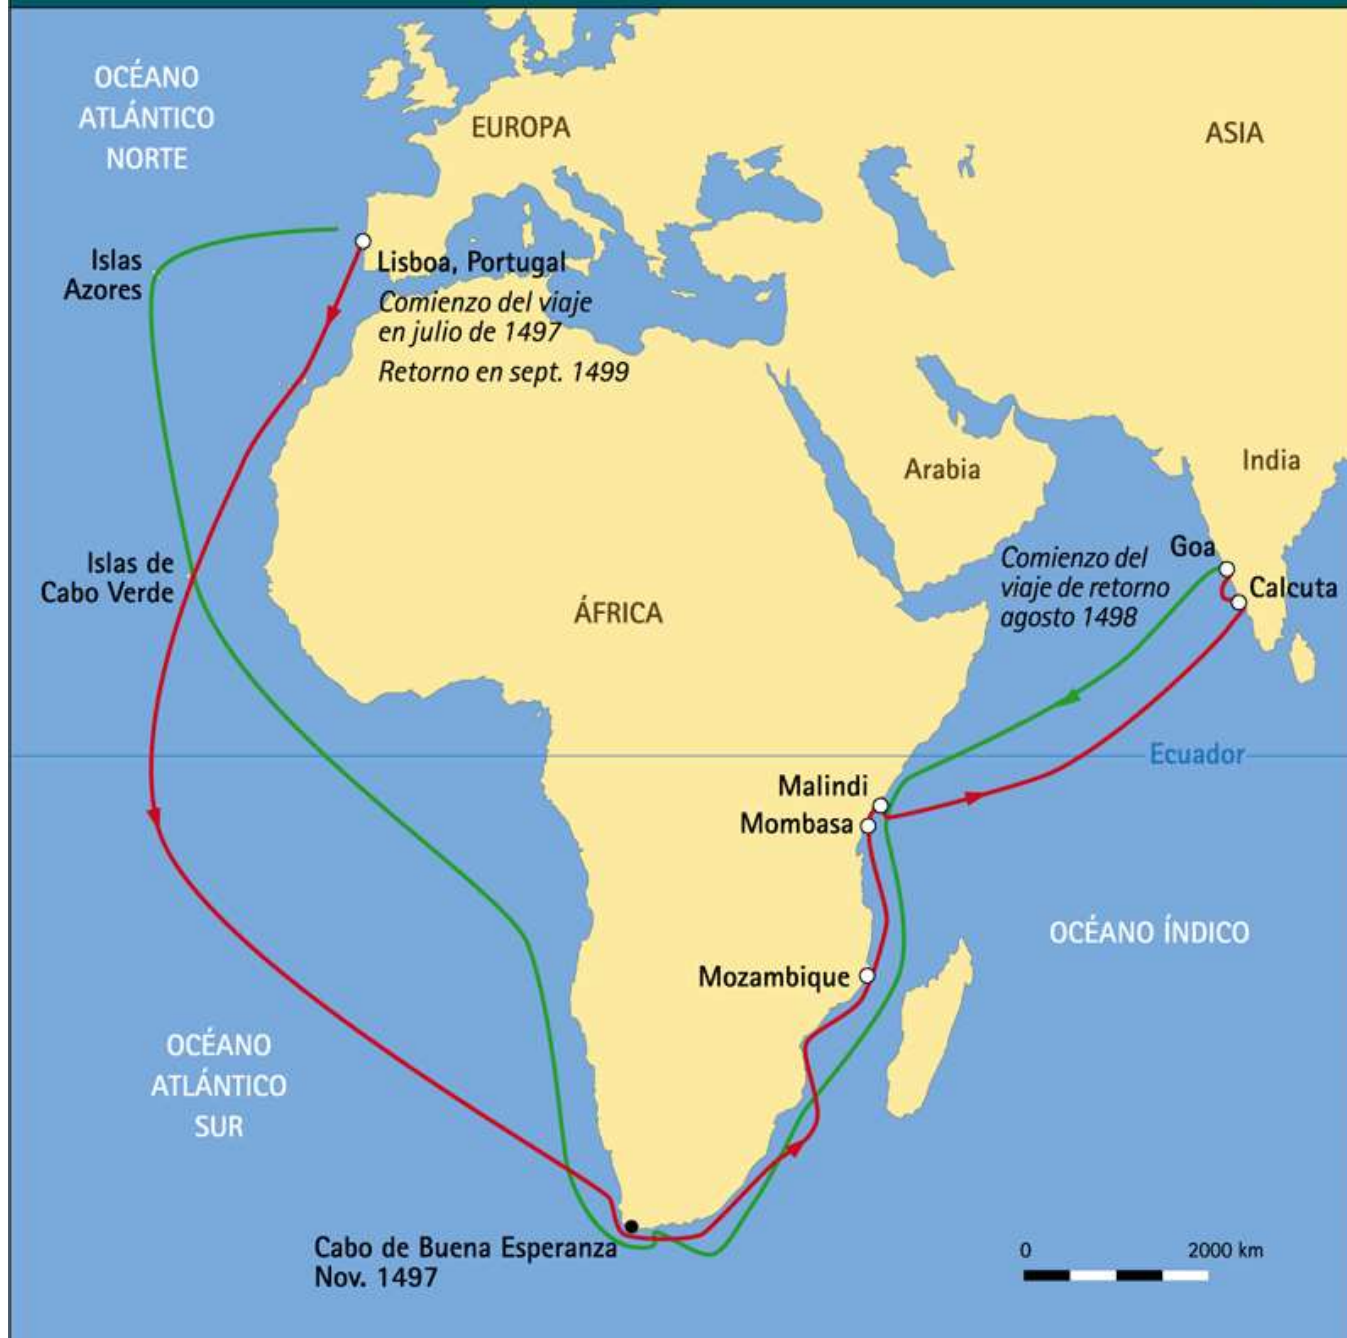 OCÉANO
ATLÁNTICO
NORTE
EUROPA
ASIA
Islas
Azores
Lisboa, Portugal
Comienzo del viaje
en julio de 1497
Retorno en sept. 1499
Arabia
India
Islas de
Cabo Verde
ÁFRICA
Comienzo del
viaje de retorno
agosto 1498
Goa
Calcuta
Ecuador
Malindi
Mombasa
Mozambique
OCÉANO ÍNDICO
OCÉANO
ATLÁNTICO
SUR
Cabo de Buena Esperanza
Nov. 1497
0 2000 km